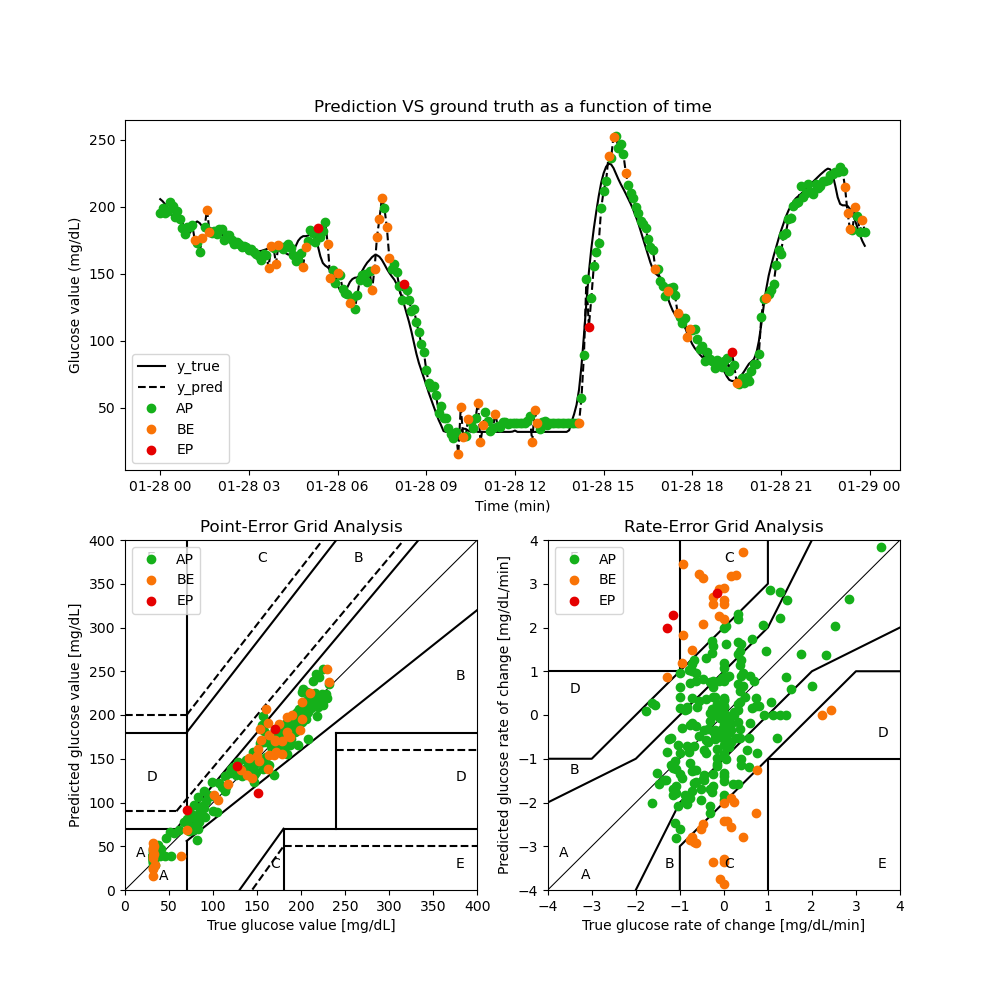 Prediction VS ground truth as a function of time
Glucose value (mg/dL)
250
200
150
100
50
y_true
y_pred
AP
BE
EP
01-28 00 01-28 03 01-28 06 01-28 09 01-28 12 01-28 15 01-28 18 01-28 21 01-29 00
Time (min)
Point-Error Grid Analysis
Predicted glucose value [mg/dL]
400
350
300
250
200
150
100
50
0
AP
BE
EP
C
B
B
D
D
A
A
C
E
0 50 100 150 200 250 300 350 400
True glucose value [mg/dL]
Rate-Error Grid Analysis
Predicted glucose rate of change [mg/dL/min]
4
3
2
1
0
−1
−2
−3
−4
AP
BE
EP
C
D
D
B
A
A
B
C
E
−4 −3 −2 −1 0 1 2 3 4
True glucose rate of change [mg/dL/min]